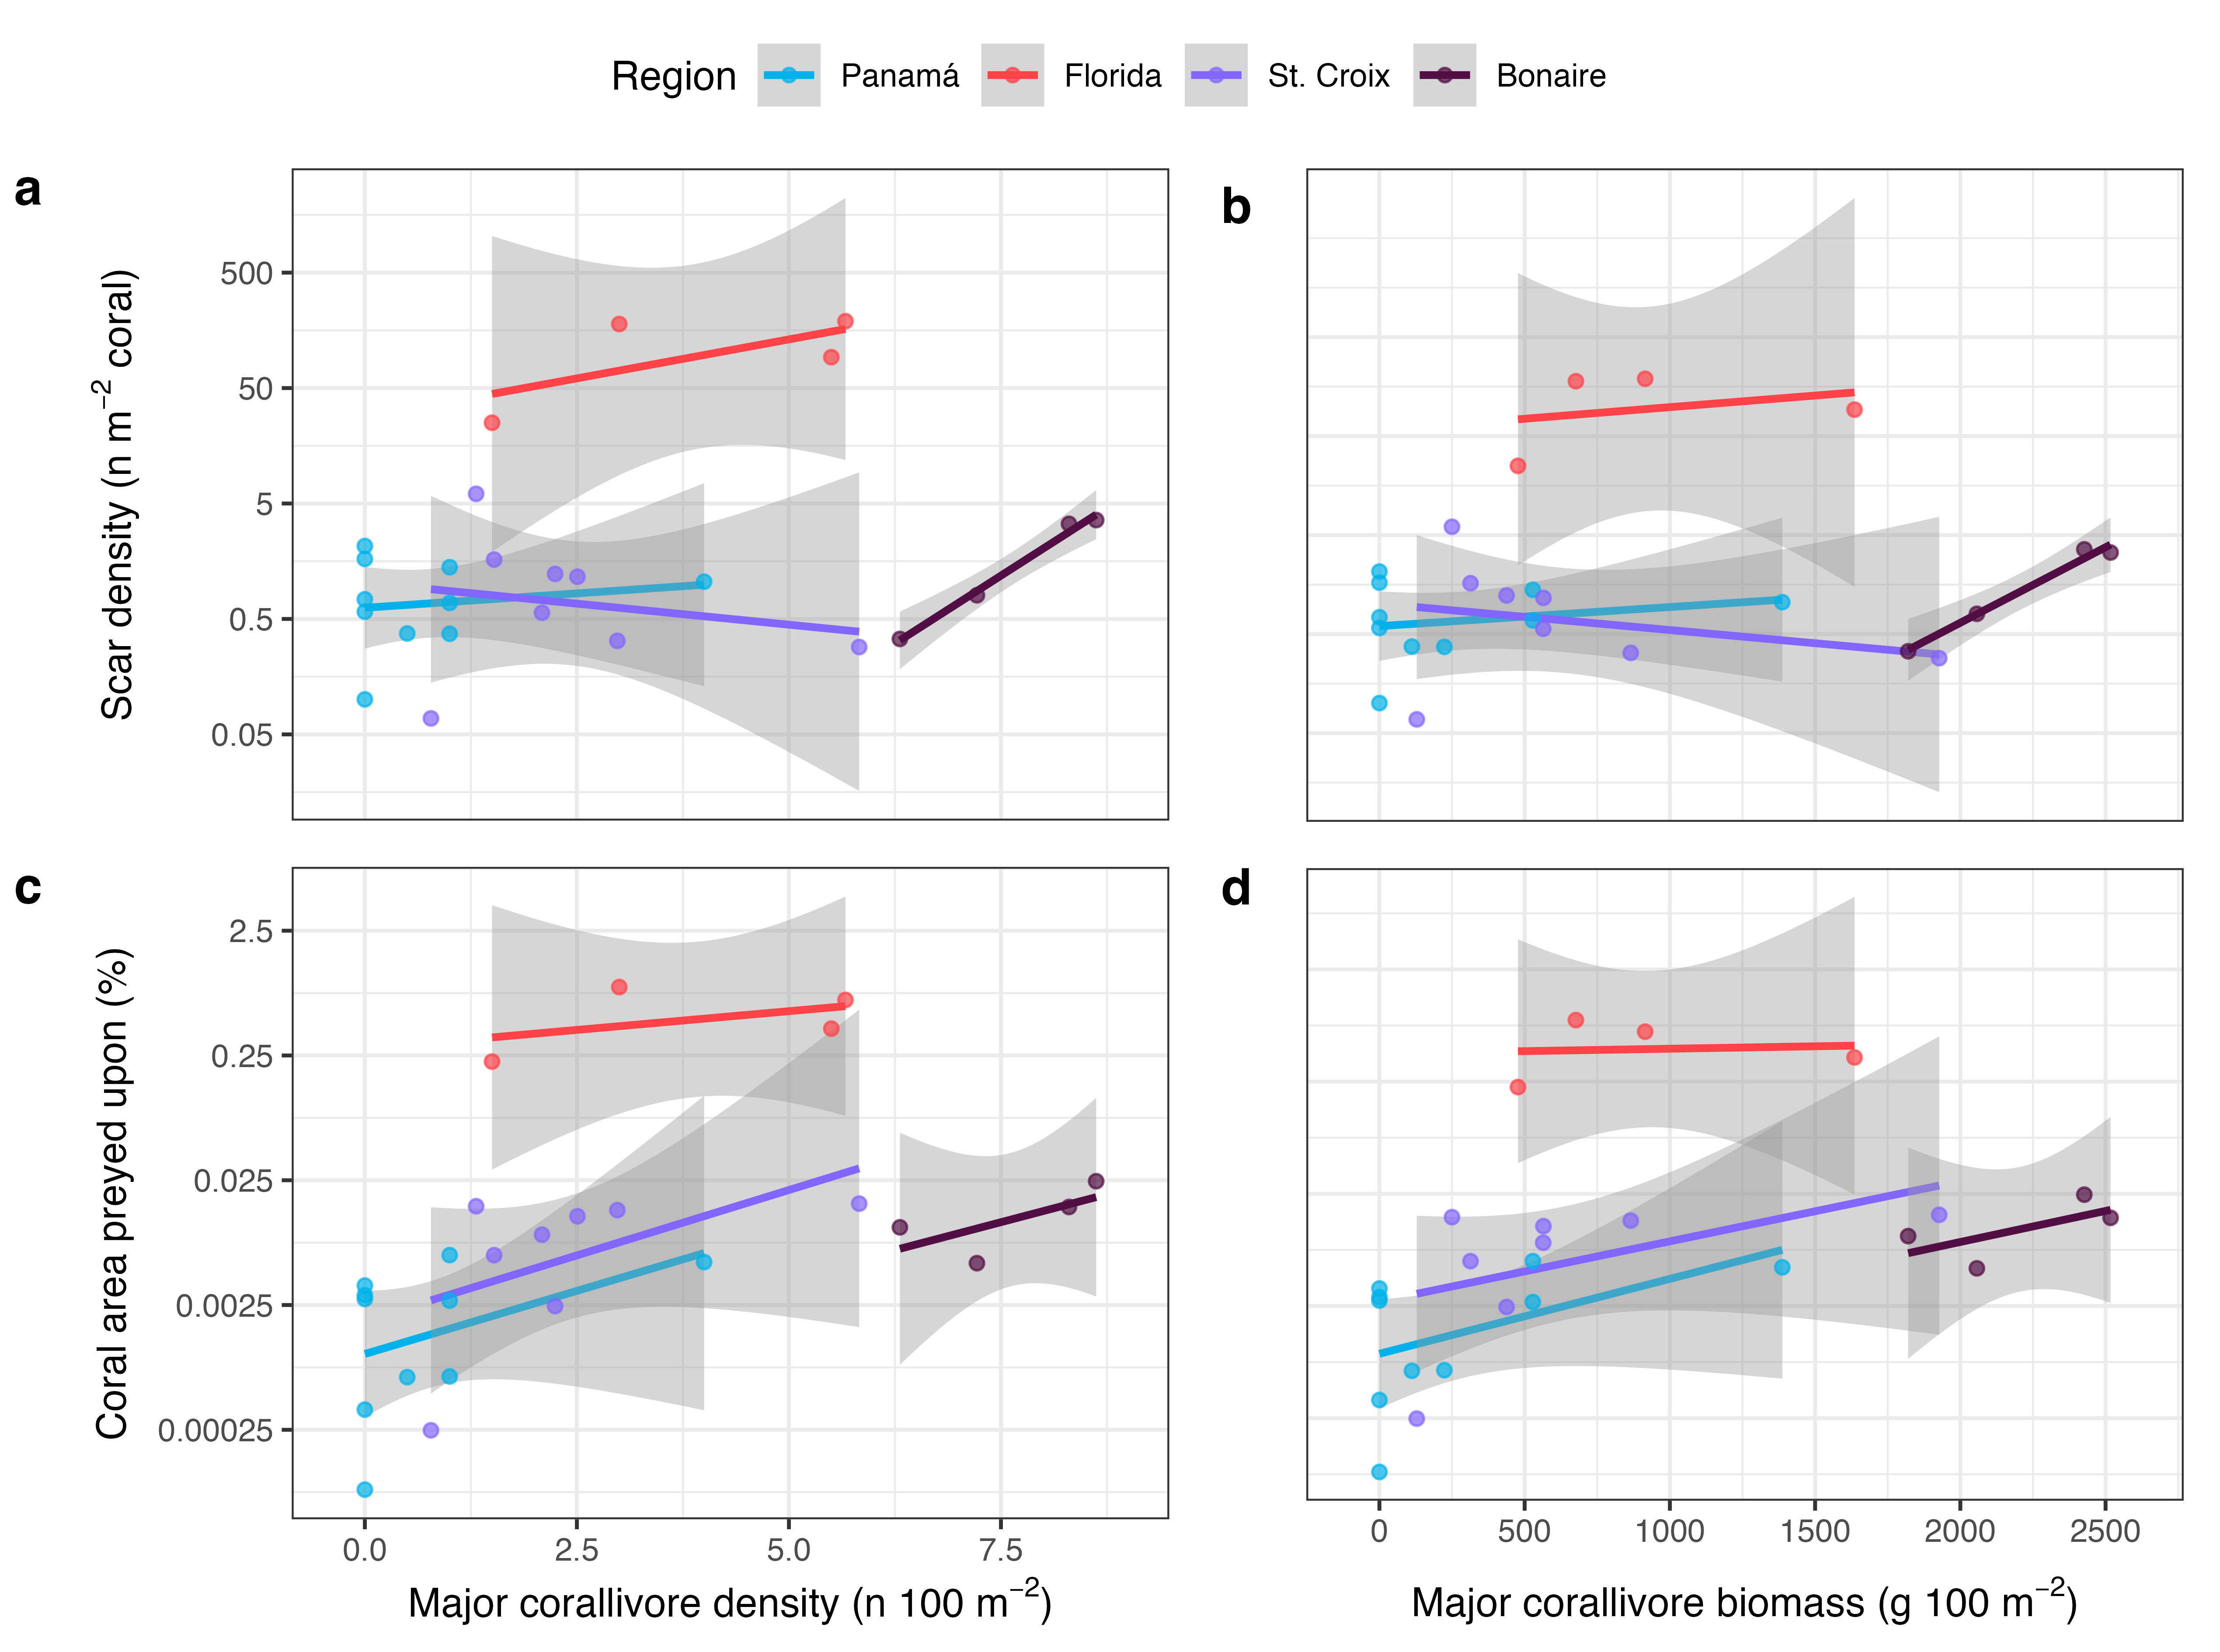 Region Panamá Florida St. Croix Bonaire
a
b
Scar density (n m⁻² coral)
500
50
5
0.5
0.05
c
d
Coral area preyed upon (%)
2.5
0.25
0.025
0.0025
0.00025
0.0 2.5 5.0 7.5
0 500 1000 1500 2000 2500
Major corallivore density (n 100 m⁻²)
Major corallivore biomass (g 100 m⁻²)